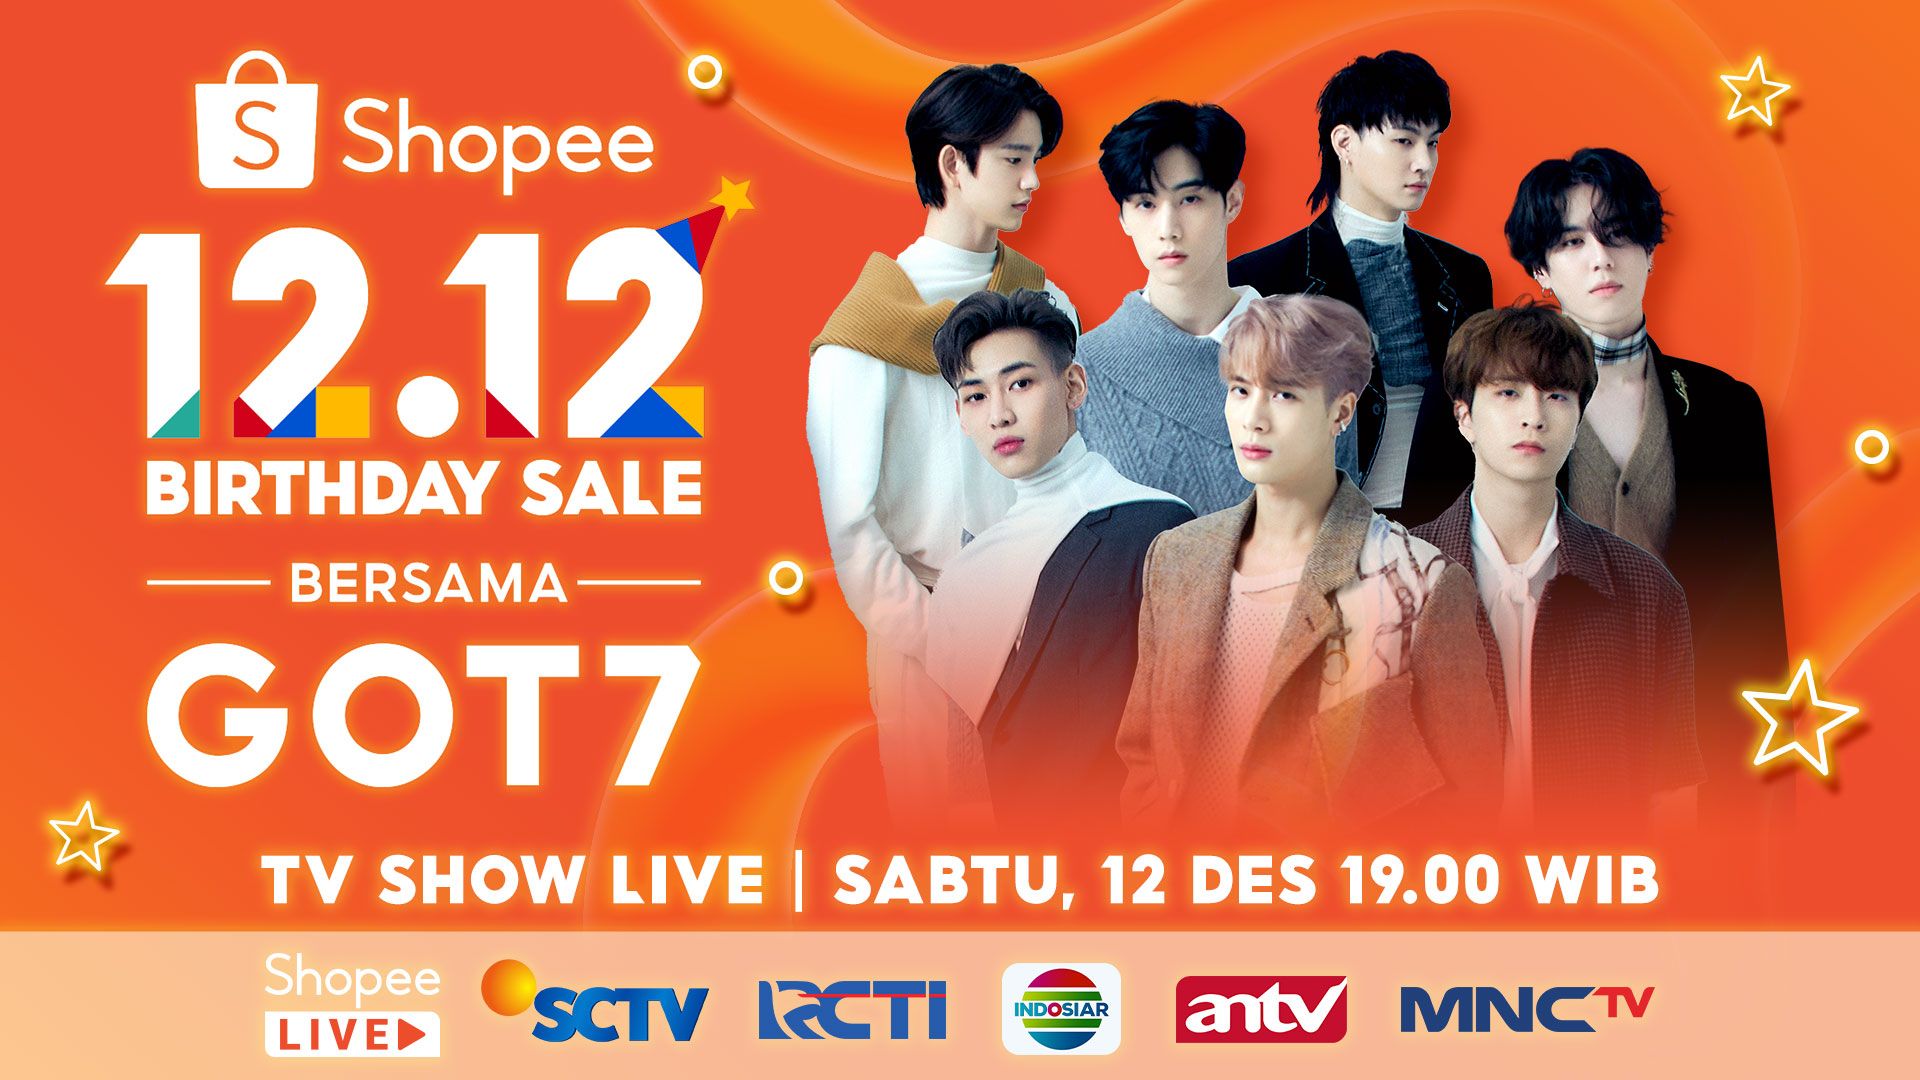 S Shopee
12.12
BIRTHDAY SALE
BERSAMA
GOT7
TV SHOW LIVE | SABTU, 12 DES 19.00 WIB
Shopee
LIVE
SCTV
RCTI
INDOSIAR
antv
MNCTV